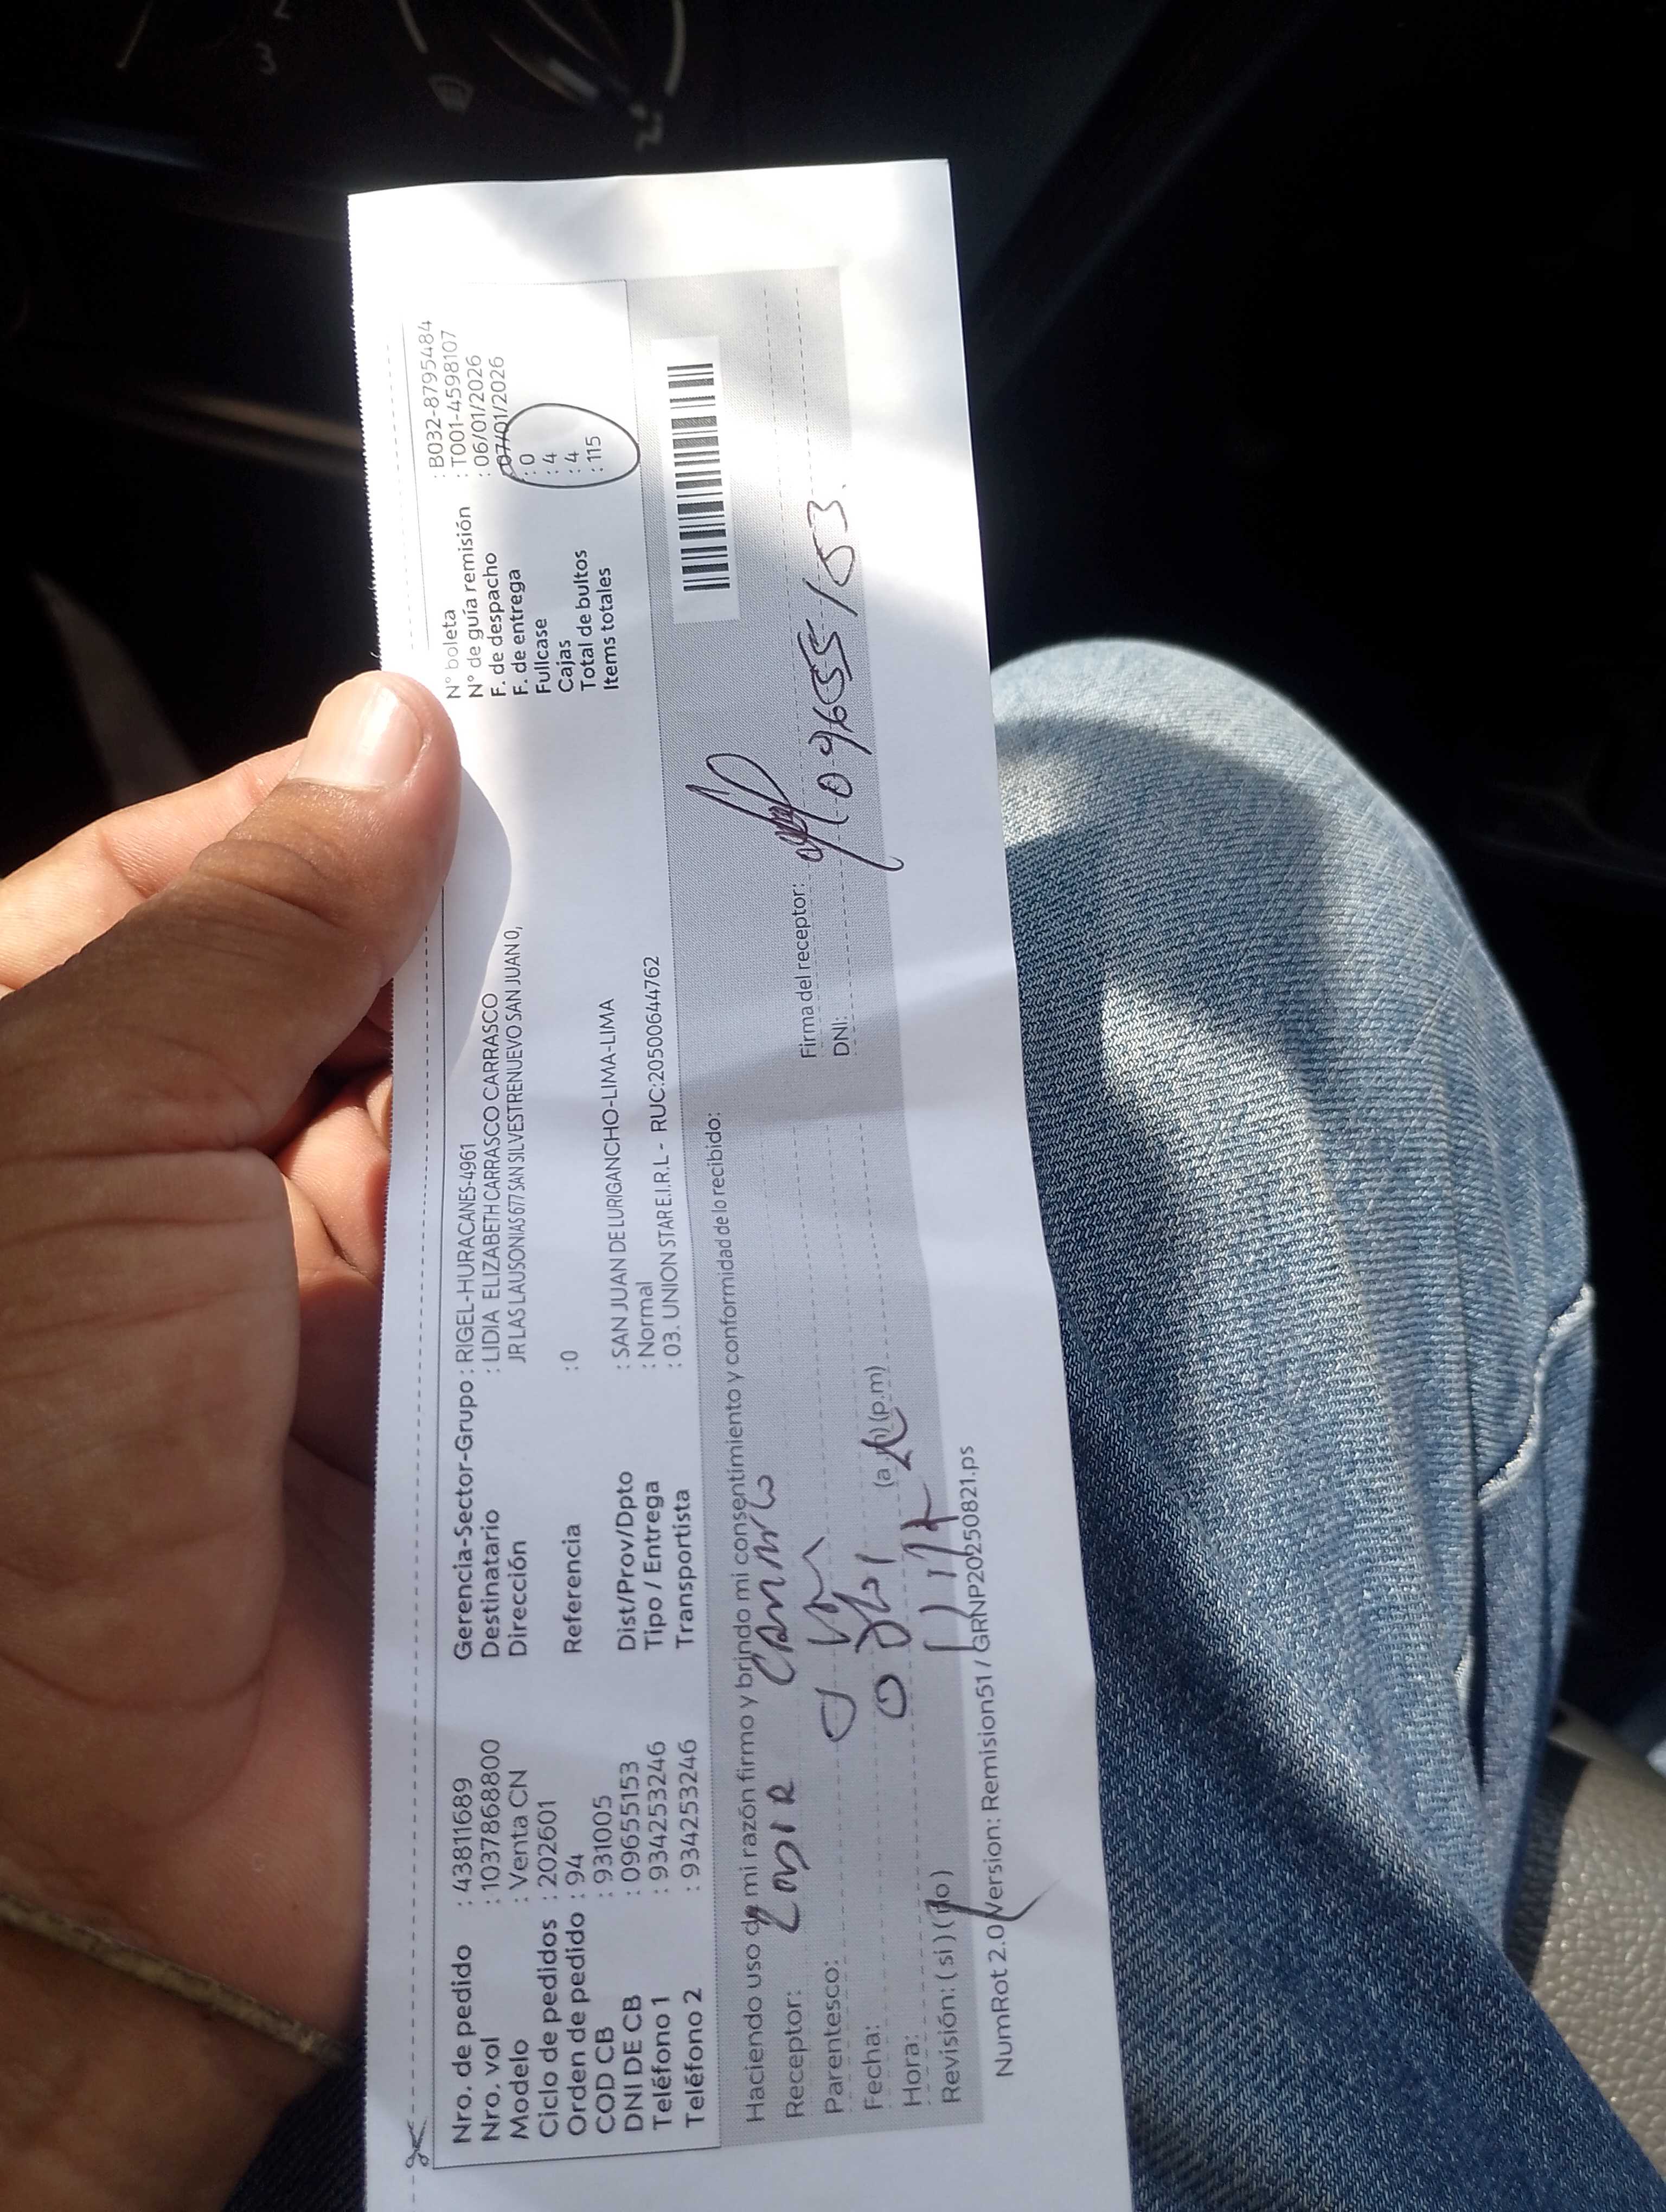 Nro. de pedido : 43811689
Nro. vol : 10378688​00
Modelo : Venta CN
Ciclo de pedidos : 202601
Orden de pedido : 94
COD CB : 931005
DNI DE CB : 09655153
Teléfono 1 : 934253246
Teléfono 2 : 934253246
Gerencia-Sector-Grupo : RIGEL-HURACANES-4961
Destinatario : LIDIA ELIZABETH CARRASCO CARRASCO
Dirección JR LAS LAUSONIAS 677 SAN SILVESTRENUEVO SAN JUAN 0,
Referencia : 0
Dist/Prov/Dpto : SAN JUAN DE LURIGANCHO-LIMA-LIMA
Tipo / Entrega : Normal
Transportista : 03. UNION STAR E.I.R.L - RUC:20500644762
N° boleta : B032-8795484
N° de guía remisión : T001-4598107
F. de despacho : 06/01/2026
F. de entrega : 07/01/2026
Fullcase : 0
Cajas : 4
Total de bultos : 4
Items totales : 115
Haciendo uso de mi razón firmo y brindo mi consentimiento y conformidad de lo recibido:
Receptor:
Parentesco:
Fecha:
Hora: (a.m) (p.m)
Revisión: ( si ) ( no )
Firma del receptor:
DNI: 09655153
NumRot 2.0 Version: Remision51 / GRNP20250821.ps